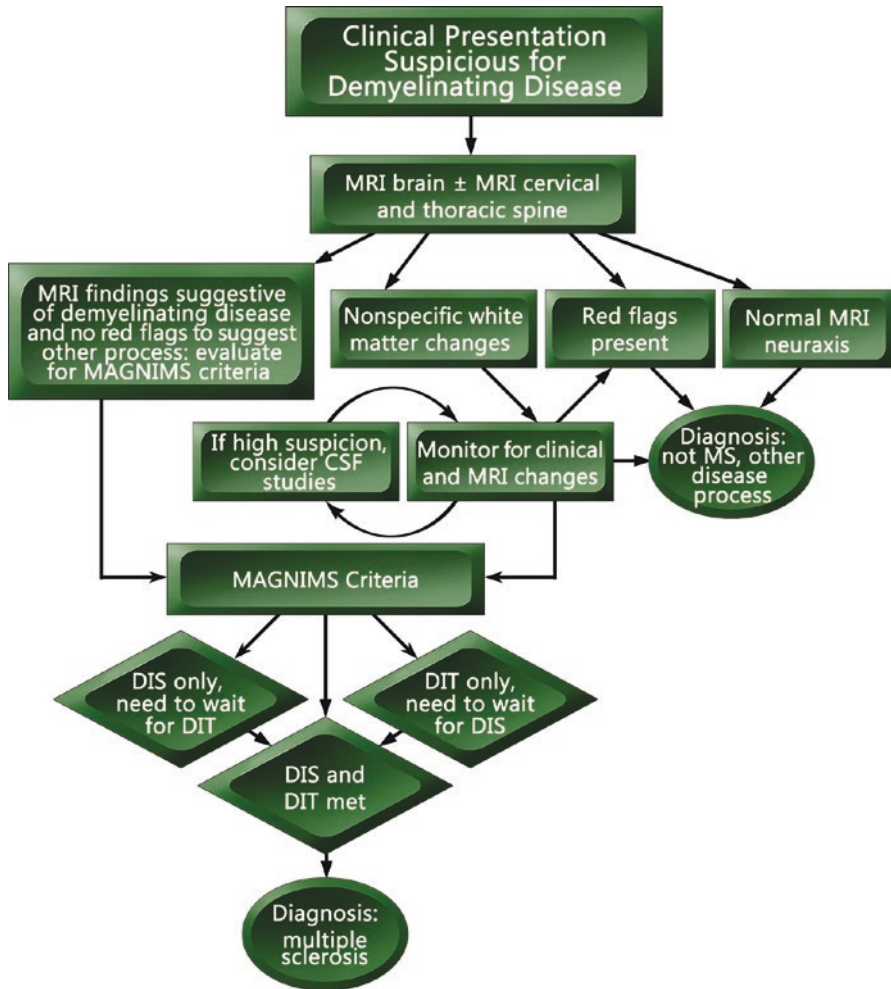 Clinical Presentation
Suspicious for
Demyelinating Disease
MRI brain ± MRI cervical
and thoracic spine
MRI findings suggestive
of demyelinating disease
and no red flags to suggest
other process: evaluate
for MAGNIMS criteria
Nonspecific white
matter changes
Red flags
present
Normal MRI
neuraxis
If high suspicion,
consider CSF
studies
Monitor for clinical
and MRI changes
Diagnosis:
not MS, other
disease
process
MAGNIMS Criteria
DIS only,
need to wait
for DIT
DIT only,
need to wait
for DIS
DIS and
DIT met
Diagnosis:
multiple
sclerosis